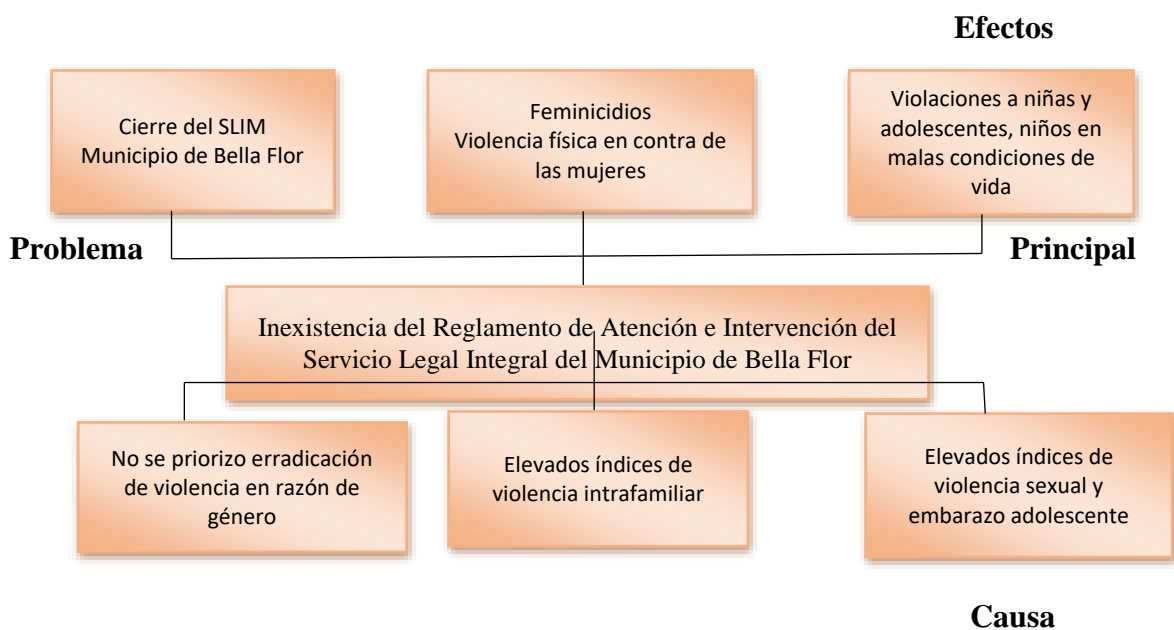 Efectos
Cierre del SLIM
Municipio de Bella Flor
Feminicidios
Violencia física en contra de
las mujeres
Violaciones a niñas y
adolescentes, niños en
malas condiciones de
vida
Problema
Principal
Inexistencia del Reglamento de Atención e Intervención del
Servicio Legal Integral del Municipio de Bella Flor
No se priorizo erradicación
de violencia en razón de
género
Elevados índices de
violencia intrafamiliar
Elevados índices de
violencia sexual y
embarazo adolescente
Causa